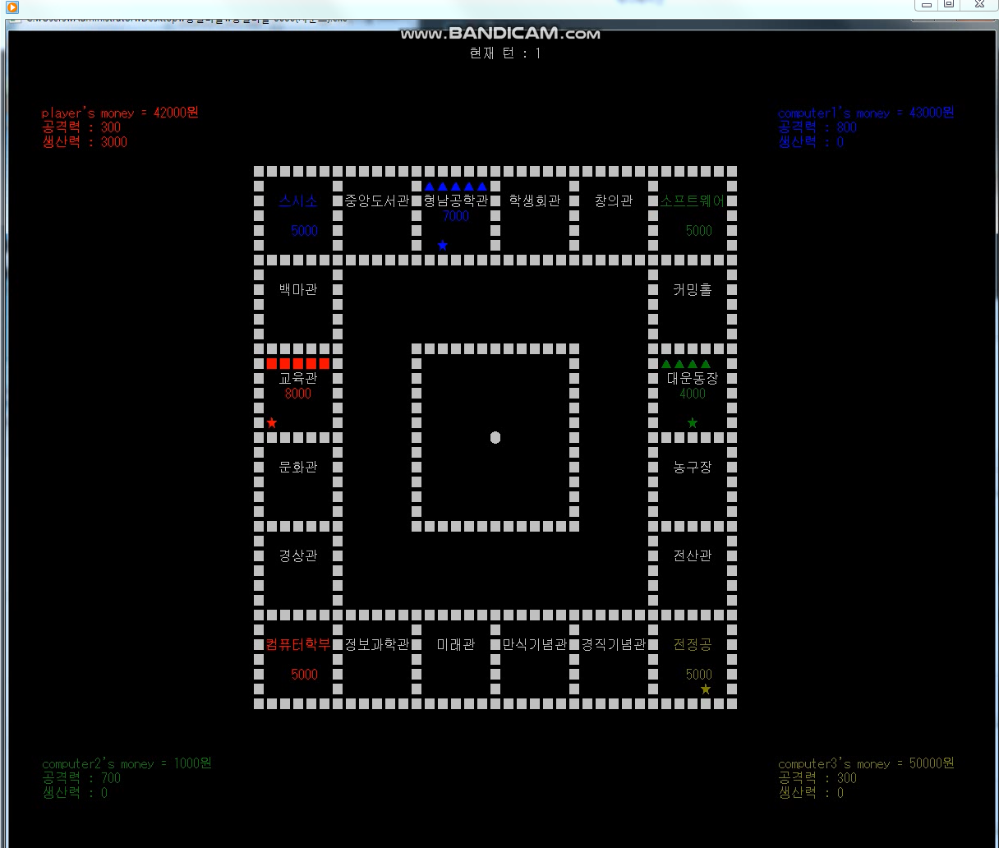 www.BANDICAM.com
현재 턴 : 1
player's money = 42000원
공격력 : 300
생산력 : 3000
computer1's money = 43000원
공격력 : 800
생산력 : 0
스시소 중앙도서관 형남공학관 학생회관 창의관 소프트웨어
7000
5000 5000
백마관 커밍홀
교육관 대운동장
8000 4000
문화관 농구장
경상관 전산관
컴퓨터학부 정보과학관 미래관 만식기념관 경직기념관 전정공
5000 5000
computer2's money = 1000원
공격력 : 700
생산력 : 0
computer3's money = 50000원
공격력 : 300
생산력 : 0